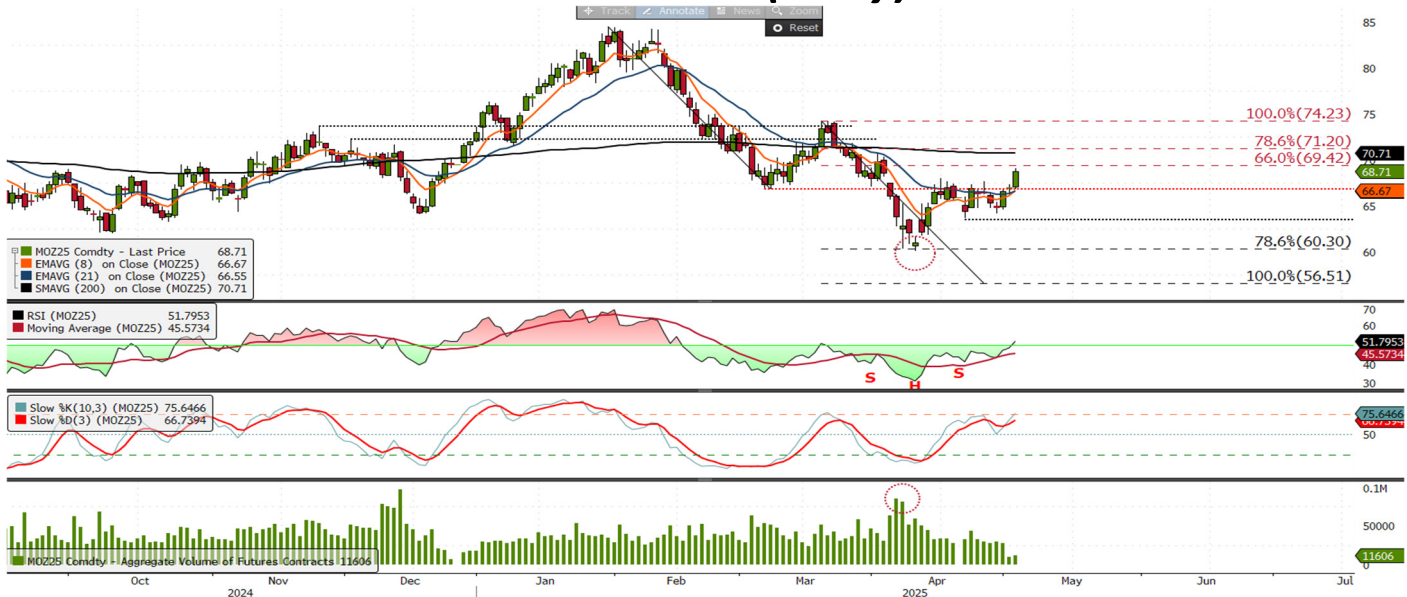 Track Annotate News Zoom
Reset
85
80
75
100.0%(74.23)
78.6%(71.20)
66.0%(69.42)
70.71
68.71
66.67
65
78.6%(60.30)
60
100.0%(56.51)
MOZ25 Comdty - Last Price 68.71
EMAVG (8) on Close (MOZ25) 66.67
EMAVG (21) on Close (MOZ25) 66.55
SMAVG (200) on Close (MOZ25) 70.71
RSI (MOZ25) 51.7953
Moving Average (MOZ25) 45.5734
70
60
51.7953
45.5734
40
30
S
H
S
Slow %K(10,3) (MOZ25) 75.6466
Slow %D(3) (MOZ25) 66.7394
75.6466
66.7394
50
0.1M
50000
11606
0
MOZ25 Comdty - Aggregate Volume of Futures Contracts 11606
Oct Nov Dec Jan Feb Mar Apr May Jun Jul
2024 2025